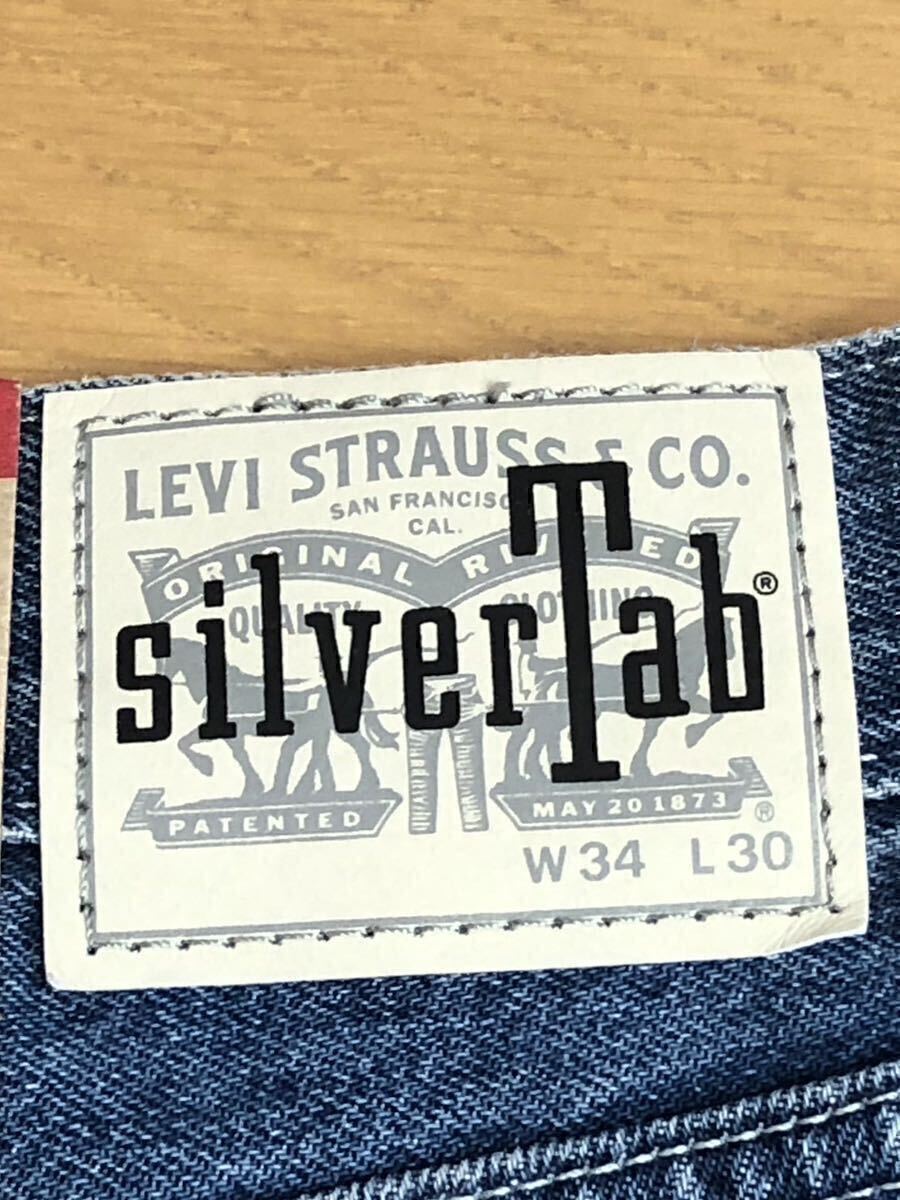 LEVI STRAUSS & CO.
SAN FRANCISCO
CAL.
ORIGINAL RIVETED
QUALITY CLOTHING
silverTab®
PATENTED MAY 20 1873 ®
W34 L30